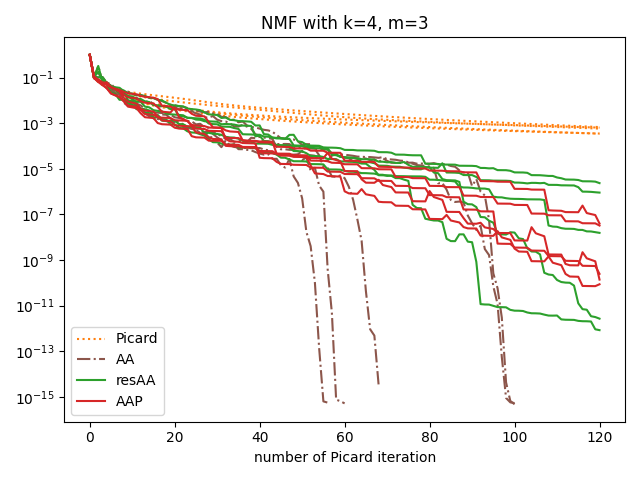 NMF with k=4, m=3
10⁻¹
10⁻³
10⁻⁵
10⁻⁷
10⁻⁹
10⁻¹¹
10⁻¹³
10⁻¹⁵
Picard
AA
resAA
AAP
0 20 40 60 80 100 120
number of Picard iteration